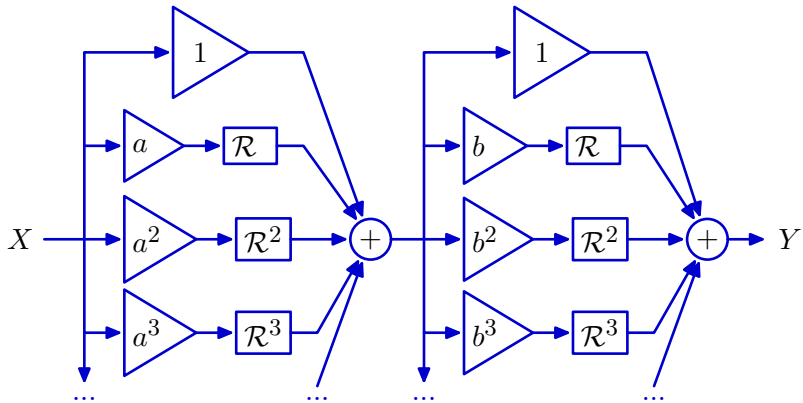 1 1
a ℛ b ℛ
X a² ℛ² + b² ℛ² + Y
a³ ℛ³ b³ ℛ³
... ... ... ...